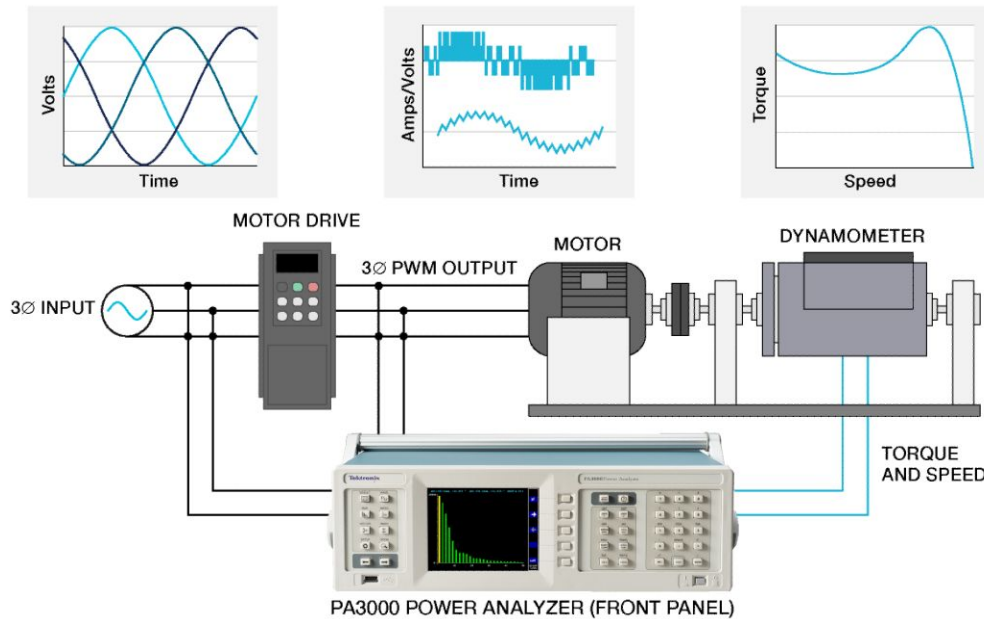 Volts
Time
Amps/Volts
Time
Torque
Speed
MOTOR DRIVE
3∅ INPUT
3∅ PWM OUTPUT
MOTOR
DYNAMOMETER
TORQUE
AND SPEED
Tektronix
PA3000 POWER ANALYZER (FRONT PANEL)